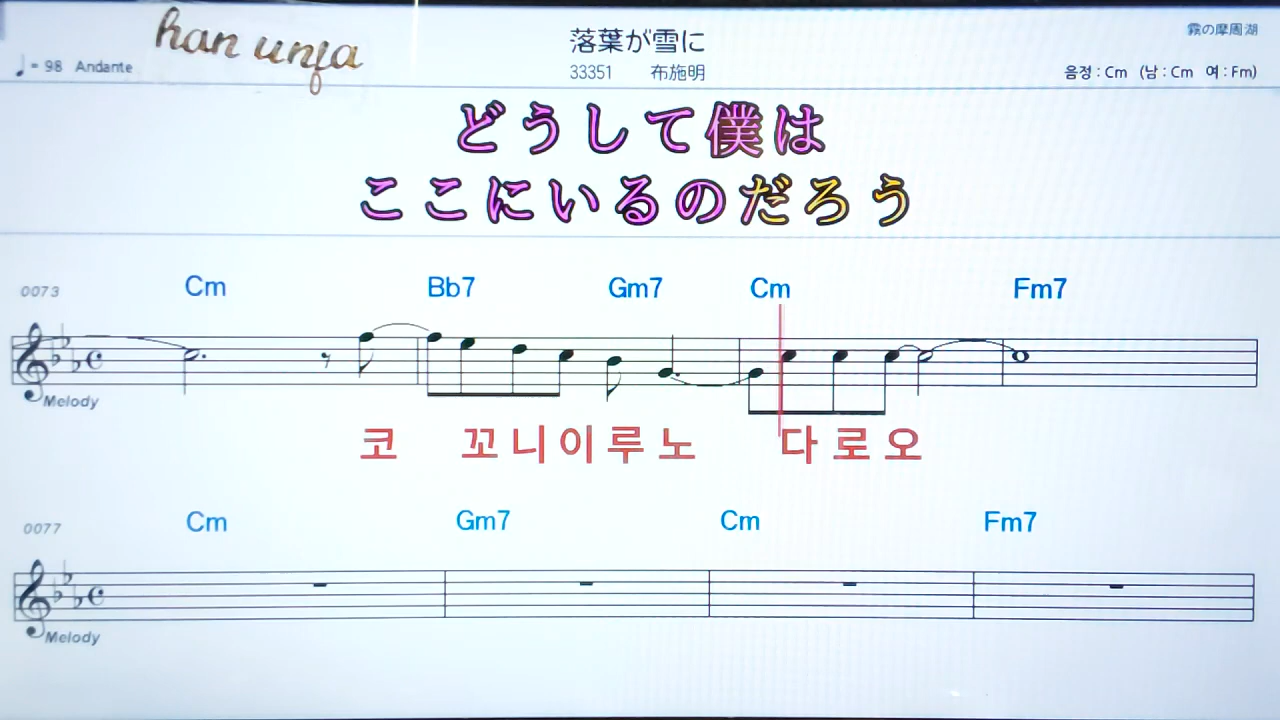 han unja
落葉が雪に
霧の摩周湖
♩= 98 Andante
33351 布施明
음정 : Cm (남 : Cm 여 : Fm)
どうして僕は
ここにいるのだろう
0073 Cm Bb7 Gm7 Cm Fm7
Melody
코 꼬니이루노 다로오
0077 Cm Gm7 Cm Fm7
Melody